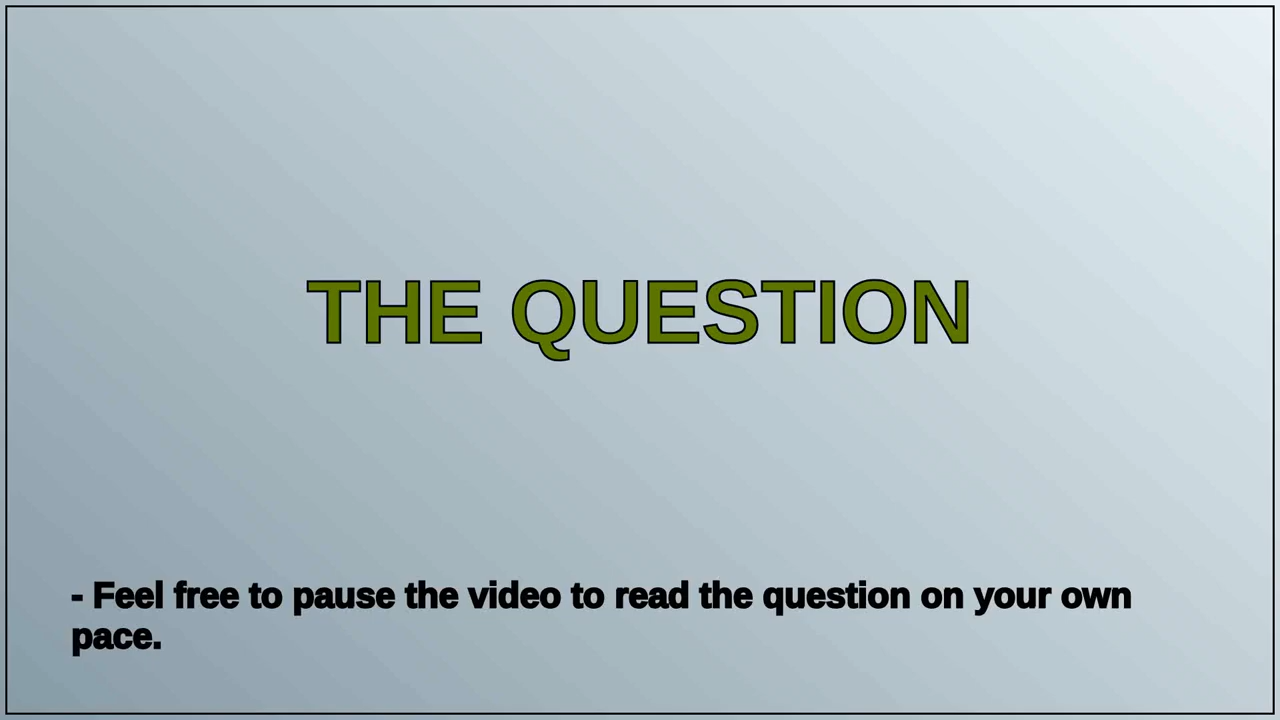 THE QUESTION
- Feel free to pause the video to read the question on your own
pace.